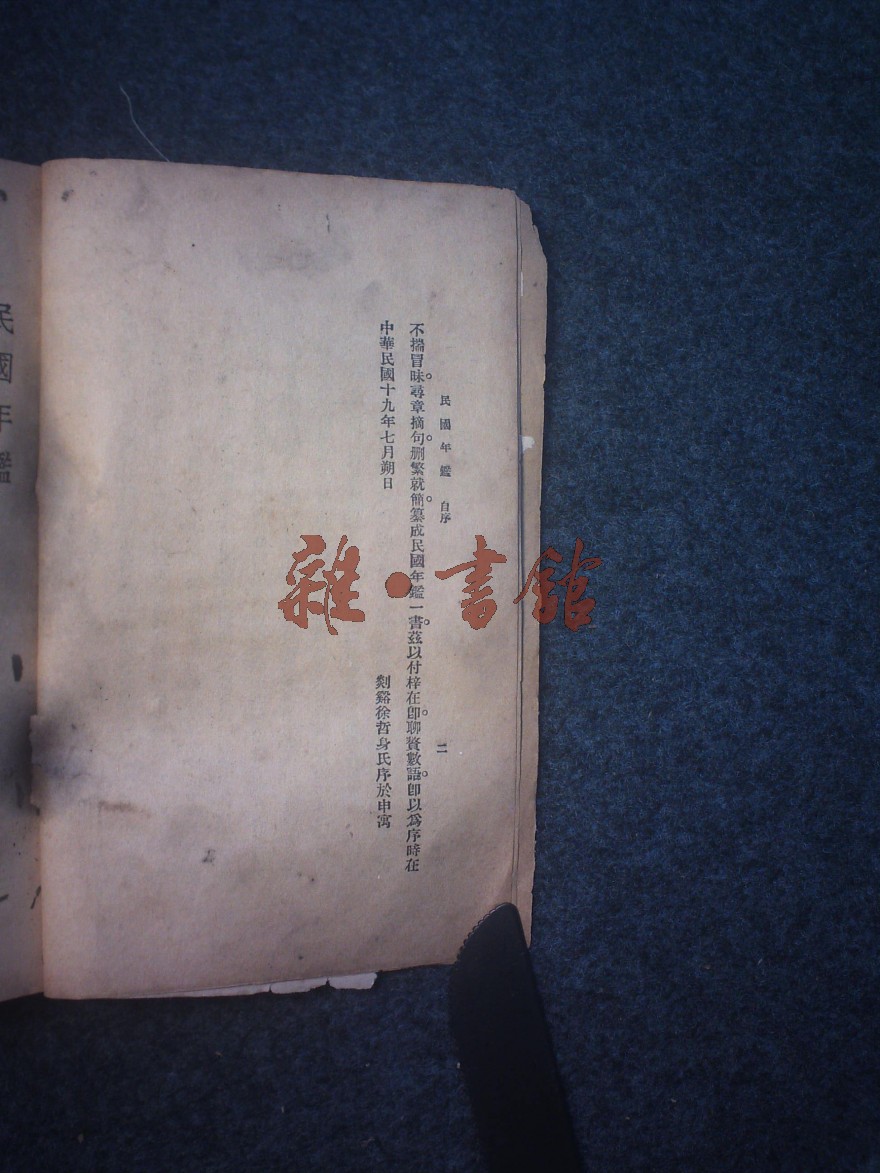 民國年鑑 自序 二
不揣冒昧。尋章摘句。刪繁就簡。纂成民國年鑑一書。茲以付梓在卽。聊贅數語。卽以爲序時在
中華民國十九年七月朔日
剡谿徐哲身氏序於申寓
民國年鑑
雜·書館